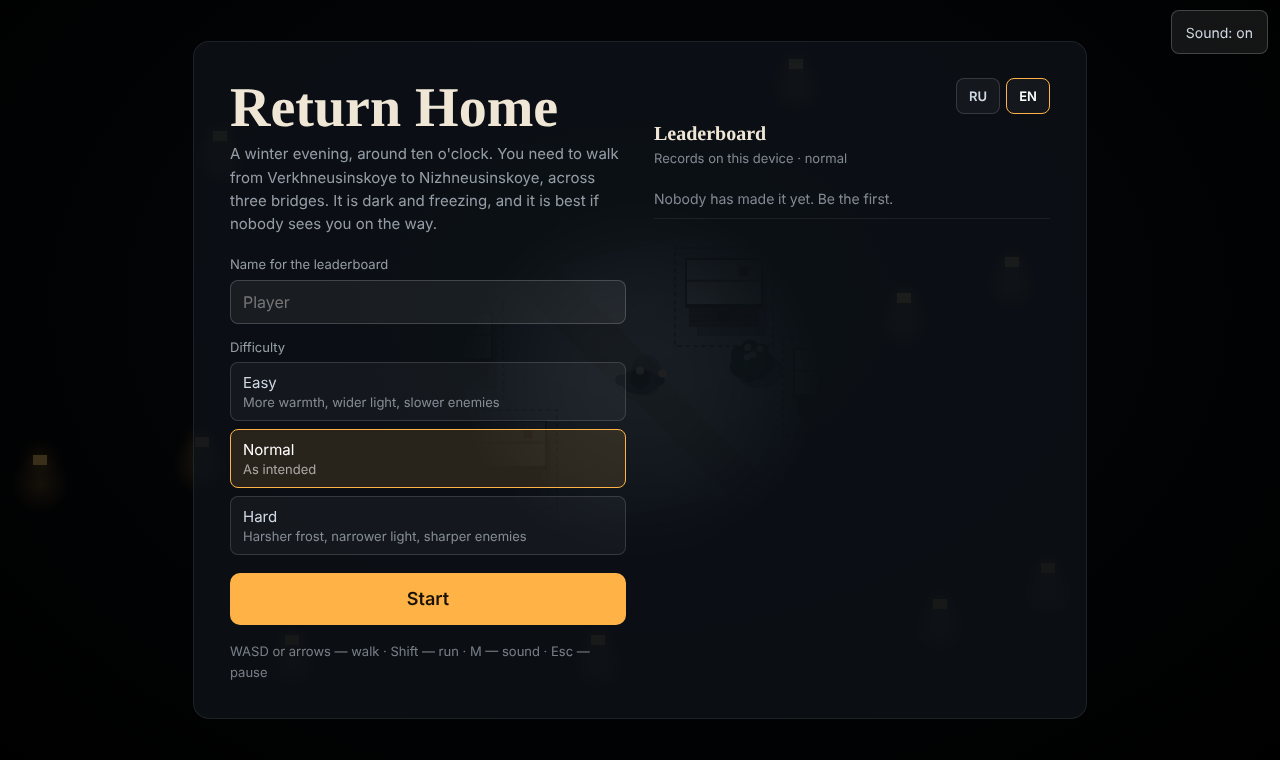 Sound: on
Return Home
A winter evening, around ten o'clock. You need to walk
from Verkhneusinskoye to Nizhneusinskoye, across
three bridges. It is dark and freezing, and it is best if
nobody sees you on the way.
Name for the leaderboard
Player
Difficulty
Easy
More warmth, wider light, slower enemies
Normal
As intended
Hard
Harsher frost, narrower light, sharper enemies
Start
WASD or arrows — walk · Shift — run · M — sound · Esc —
pause
RU EN
Leaderboard
Records on this device · normal
Nobody has made it yet. Be the first.